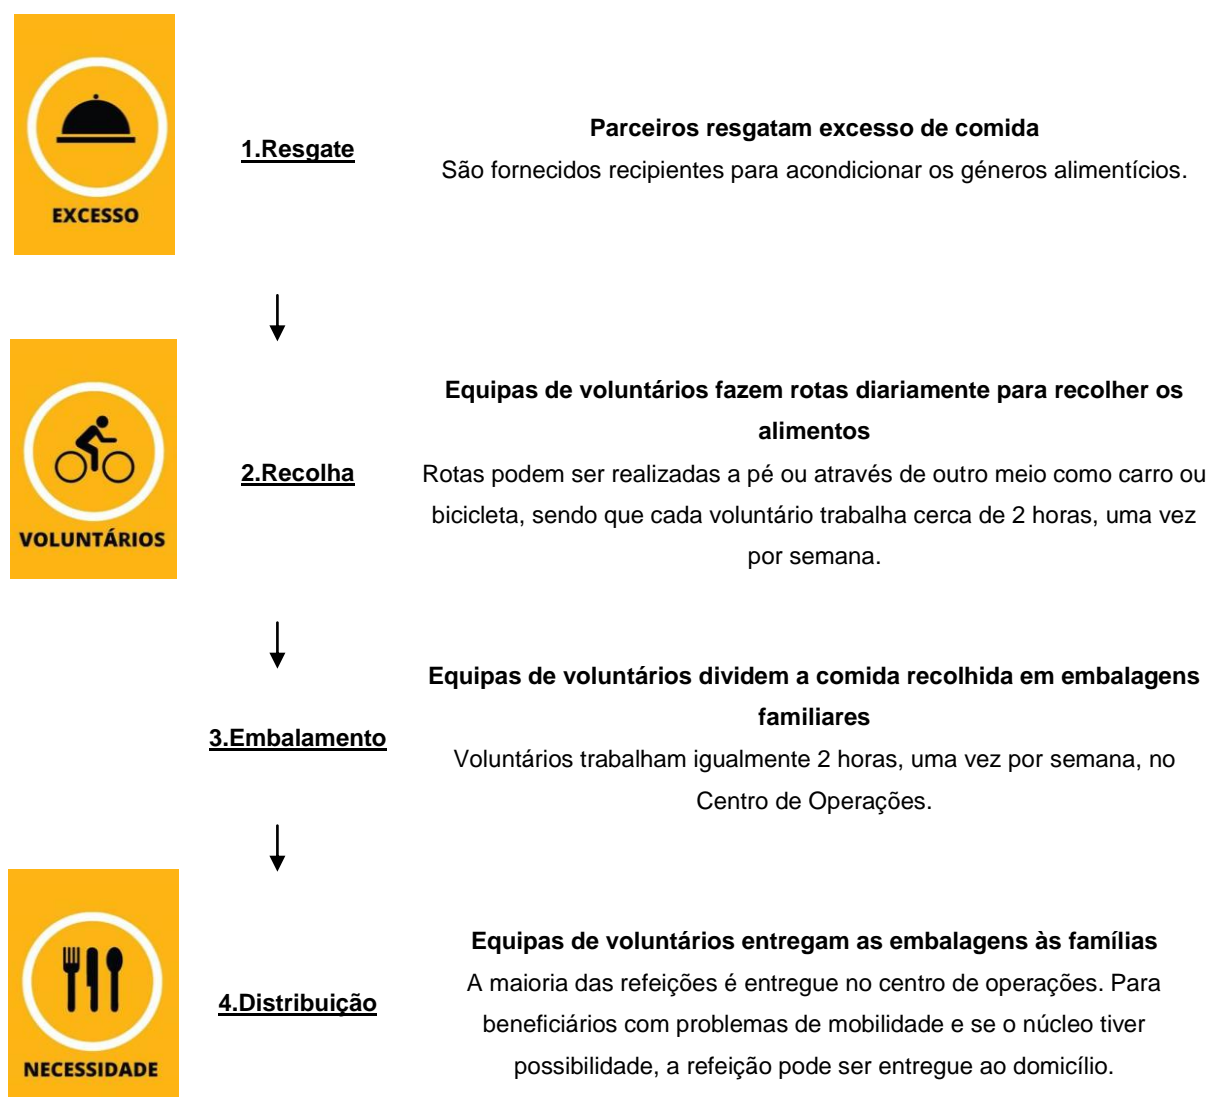 EXCESSO
1.Resgate
Parceiros resgatam excesso de comida
São fornecidos recipientes para acondicionar os géneros alimentícios.
VOLUNTÁRIOS
2.Recolha
Equipas de voluntários fazem rotas diariamente para recolher os
alimentos
Rotas podem ser realizadas a pé ou através de outro meio como carro ou
bicicleta, sendo que cada voluntário trabalha cerca de 2 horas, uma vez
por semana.
3.Embalamento
Equipas de voluntários dividem a comida recolhida em embalagens
familiares
Voluntários trabalham igualmente 2 horas, uma vez por semana, no
Centro de Operações.
NECESSIDADE
4.Distribuição
Equipas de voluntários entregam as embalagens às famílias
A maioria das refeições é entregue no centro de operações. Para
beneficiários com problemas de mobilidade e se o núcleo tiver
possibilidade, a refeição pode ser entregue ao domicílio.